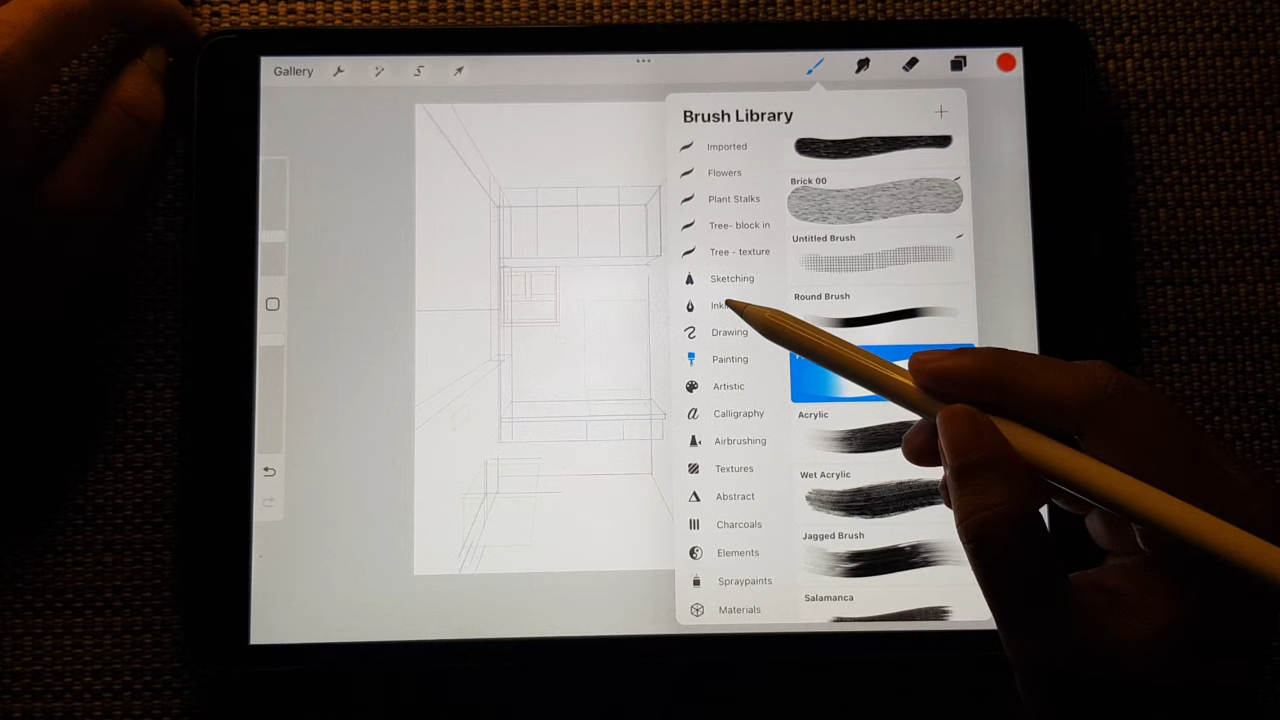 Gallery
Brush Library
Imported
Flowers
Plant Stalks
Tree- block in
Tree - texture
Sketching
Drawing
Painting
Artistic
Calligraphy
Airbrushing
Textures
Abstract
Charcoals
Elements
Spraypaints
Materials
Brick 00
Untitled Brush
Round Brush
Acrylic
Wet Acrylic
Jagged Brush
Salamanca